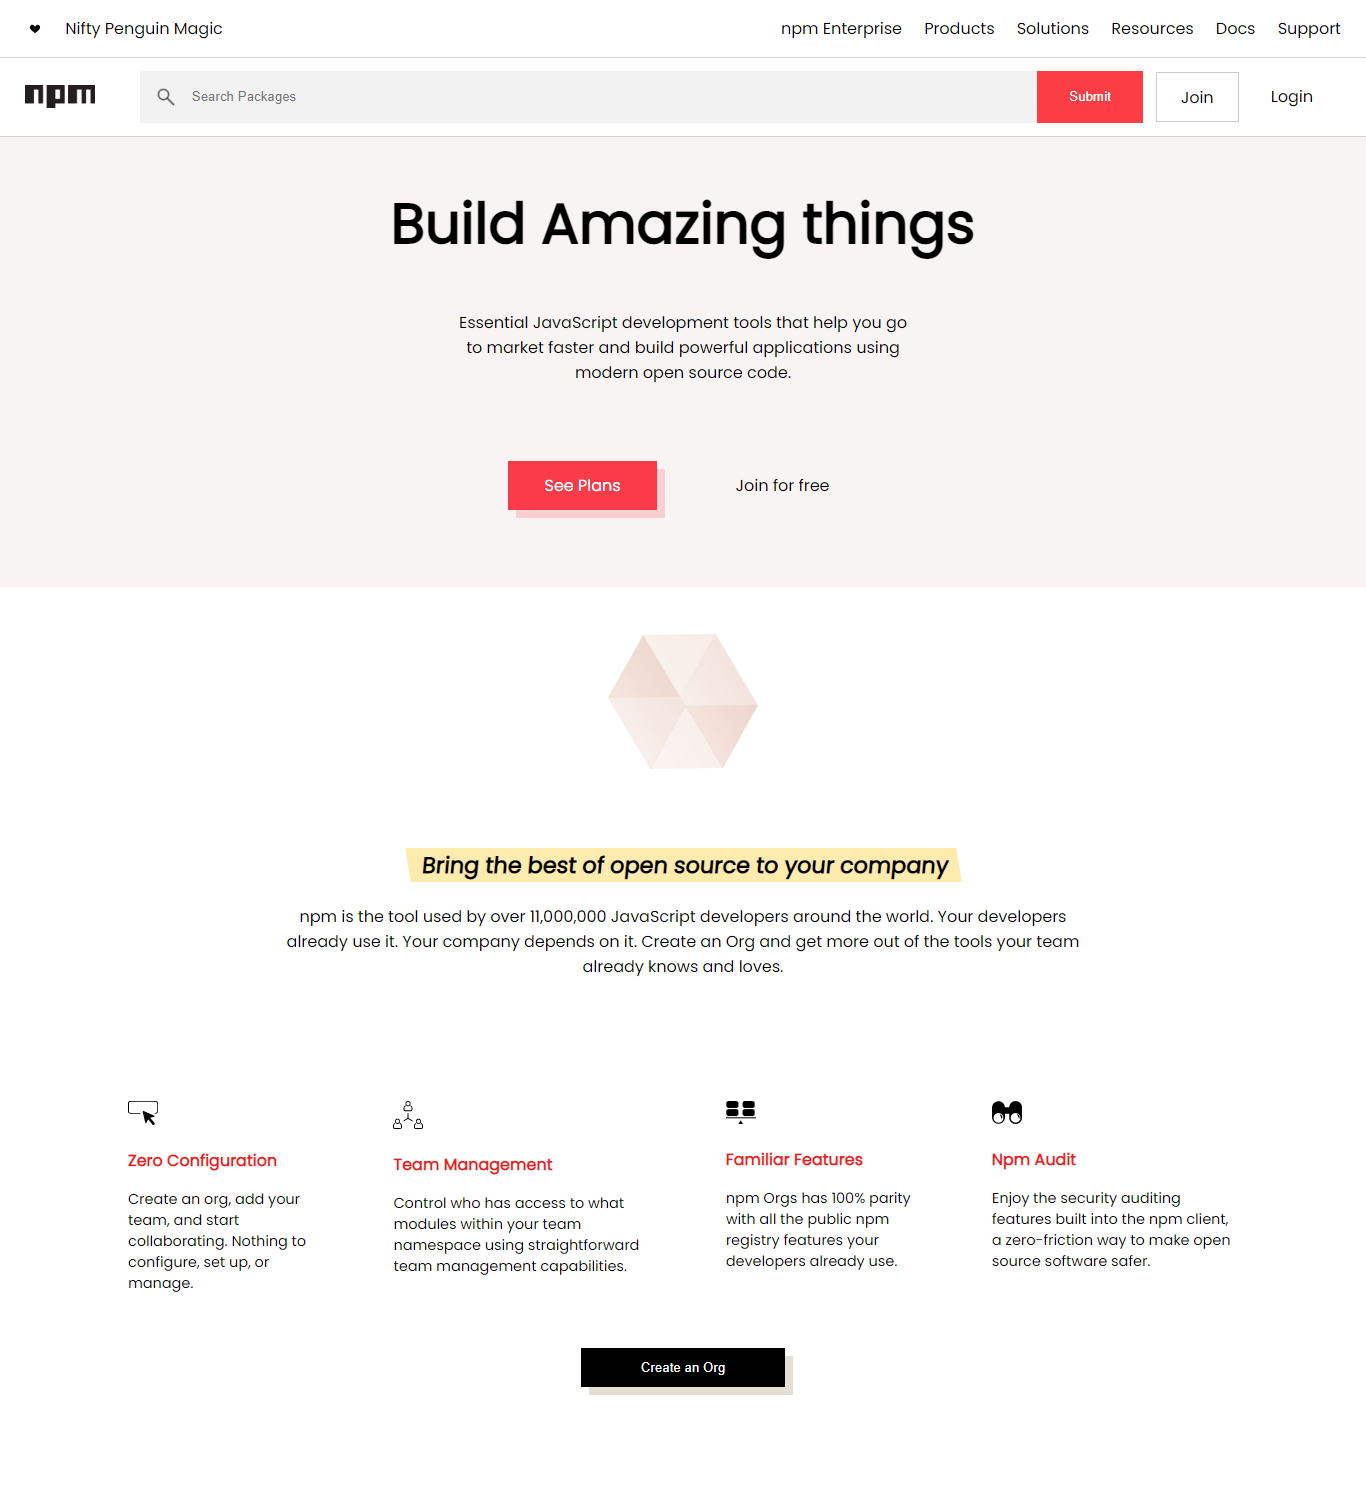 Nifty Penguin Magic
npm Enterprise Products Solutions Resources Docs Support
npm Search Packages Submit Join Login
Build Amazing things
Essential JavaScript development tools that help you go
to market faster and build powerful applications using
modern open source code.
See Plans Join for free
Bring the best of open source to your company
npm is the tool used by over 11,000,000 JavaScript developers around the world. Your developers
already use it. Your company depends on it. Create an Org and get more out of the tools your team
already knows and loves.
Zero Configuration
Create an org, add your
team, and start
collaborating. Nothing to
configure, set up, or
manage.
Team Management
Control who has access to what
modules within your team
namespace using straightforward
team management capabilities.
Familiar Features
npm Orgs has 100% parity
with all the public npm
registry features your
developers already use.
Npm Audit
Enjoy the security auditing
features built into the npm client,
a zero-friction way to make open
source software safer.
Create an Org